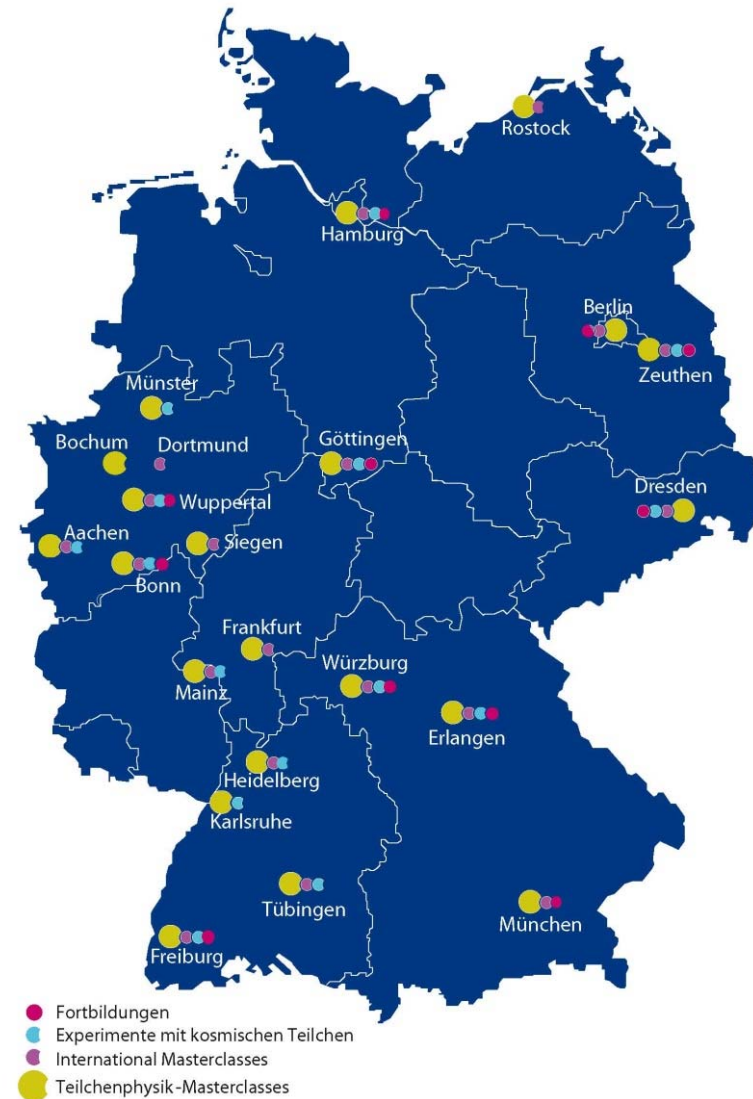 Rostock
Hamburg
Berlin
Zeuthen
Münster
Bochum
Dortmund
Göttingen
Wuppertal
Dresden
Aachen
Siegen
Bonn
Frankfurt
Mainz
Würzburg
Erlangen
Heidelberg
Karlsruhe
Tübingen
München
Freiburg
Fortbildungen
Experimente mit kosmischen Teilchen
International Masterclasses
Teilchenphysik-Masterclasses